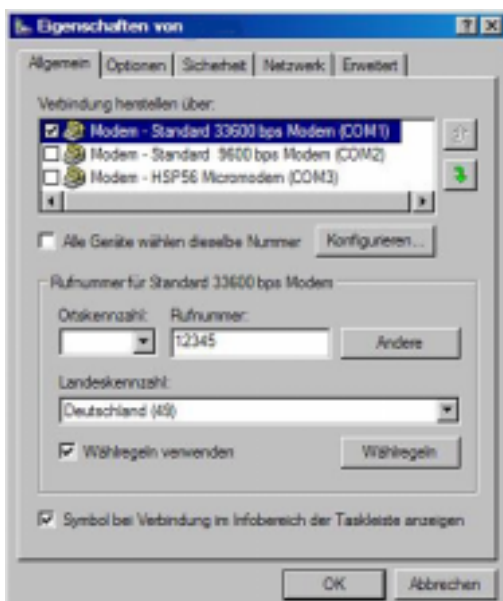 Eigenschaften von
Allgemein Optionen Sicherheit Netzwerk Erweitert
Verbindung herstellen über:
Modem - Standard 33600 bps Modem (COM1)
Modem - Standard 9600 bps Modem (COM2)
Modem - HSP56 Micromodem (COM3)
Alle Geräte wählen dieselbe Nummer Konfigurieren...
Rufnummer für Standard 33600 bps Modem
Ortskennzahl: Rufnummer:
12345 Andere
Landeskennzahl:
Deutschland (49)
Wählregeln verwenden Wählregeln
Symbol bei Verbindung im Infobereich der Taskleiste anzeigen
OK Abbrechen